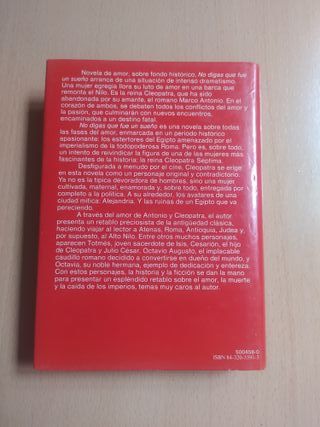 Novela de amor, sobre fondo histórico, No digas que fue
un sueño arranca de una situación de intenso dramatismo.
Una mujer egregia llora su luto de amor en una barca que
remonta el Nilo. Es la reina Cleopatra, que ha sido
abandonada por su amante, el romano Marco Antonio. En el
corazón de ambos, se debaten todos los conflictos del amor y
la pasión, que culminarán con nuevos encuentros,
encaminados a un destino fatal.
No digas que fue un sueño es una novela sobre todas
las fases del amor, enmarcada en un período histórico
apasionante: los estertores del Egipto amenazado por el
imperialismo de la todopoderosa Roma. Pero es, sobre todo,
un intento de reivindicar la figura de una de las mujeres más
fascinantes de la historia: la reina Cleopatra Séptima.
Desfigurada a menudo por el cine, Cleopatra se erige
en esta novela como un personaje original y contradictorio.
Ya no es la típica devoradora de hombres, sino una mujer
cultivada, maternal, enamorada y, sobre todo, entregada por
completo a la política. A su alrededor, los avatares de una
ciudad mítica: Alejandría. Y las ruinas de un Egipto que va
pereciendo.
A través del amor de Antonio y Cleopatra, el autor
presenta un retablo preciosista de la antigüedad clásica,
haciendo viajar al lector a Atenas, Roma, Antioquía, Judea y,
por supuesto, al Alto Nilo. Entre otros muchos personajes,
aparecen Totmés, joven sacerdote de Isis, Cesarión, el hijo
de Cleopatra y Julio César, Octavio Augusto, el implacable
caudillo romano decidido a convertirse en dueño del mundo, y
Octavia, su noble hermana, ejemplo de dedicación y entereza.
Con estos personajes, la historia y la ficción se dan la mano
para presentar un espléndido retablo sobre el amor, la muerte
y la caída de los imperios, temas muy caros al autor.
500458-0
ISBN 84-320-5591-3